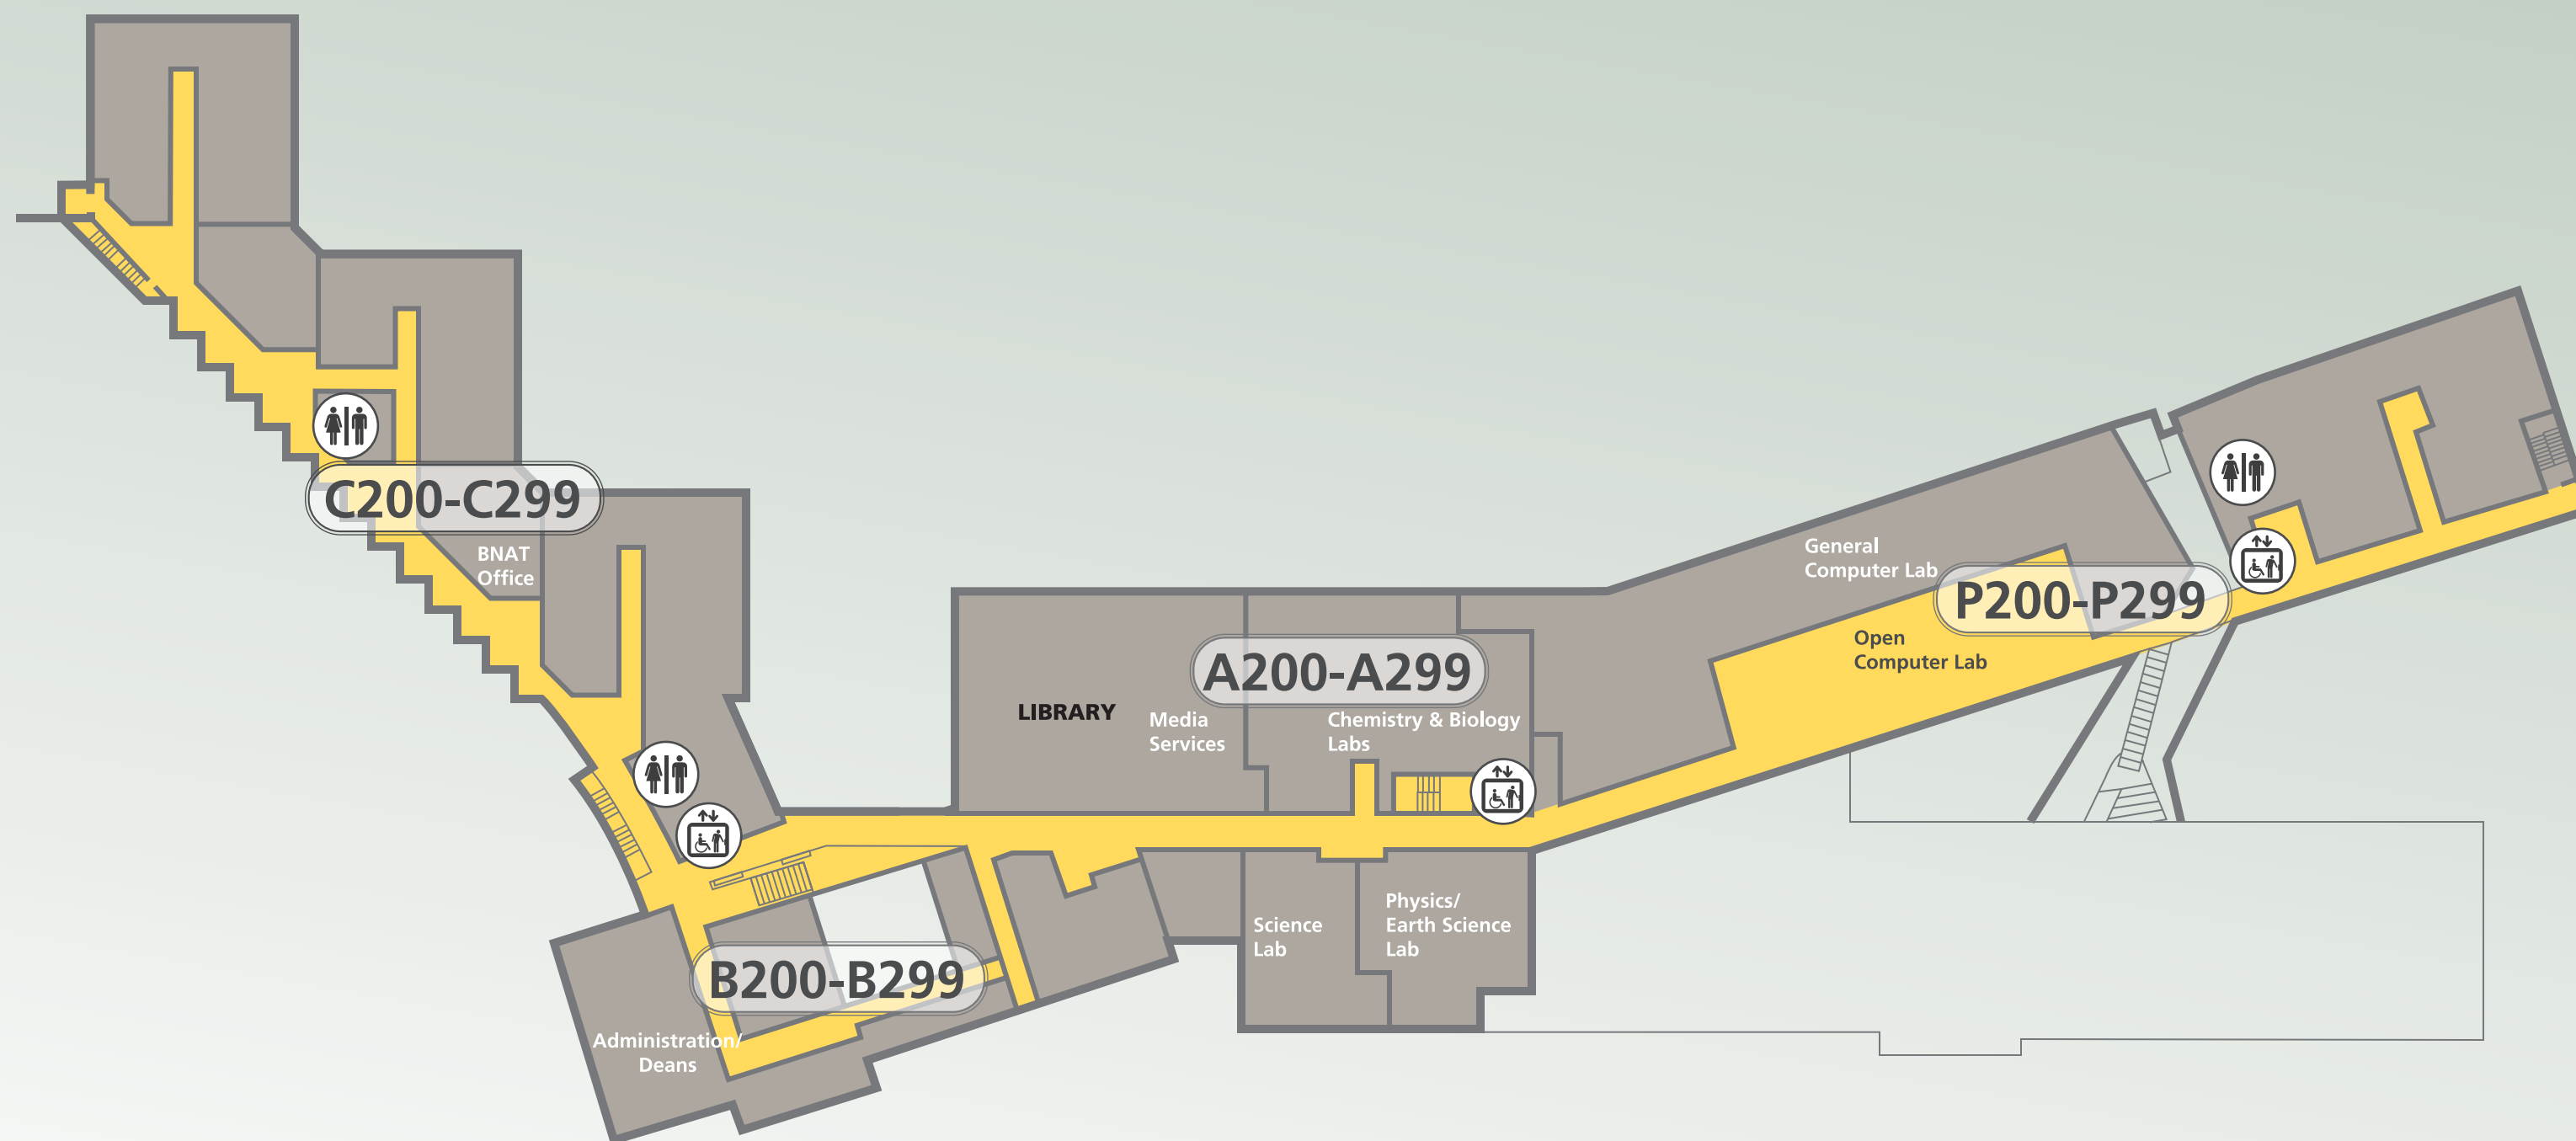 C200-C299
BNAT
Office
General
Computer Lab
P200-P299
Open
Computer Lab
A200-A299
LIBRARY
Media
Services
Chemistry & Biology
Labs
Physics/
Earth Science
Lab
Science
Lab
B200-B299
Administration/
Deans